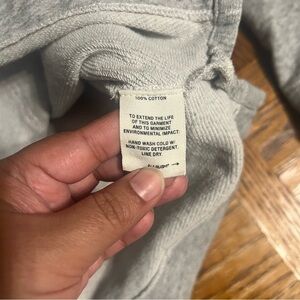 100% COTTON
TO EXTEND THE LIFE
OF THIS GARMENT
AND TO MINIMIZE
ENVIRONMENTAL IMPACT:
HAND WASH COLD W/
NON-TOXIC DETERGENT.
LINE DRY.